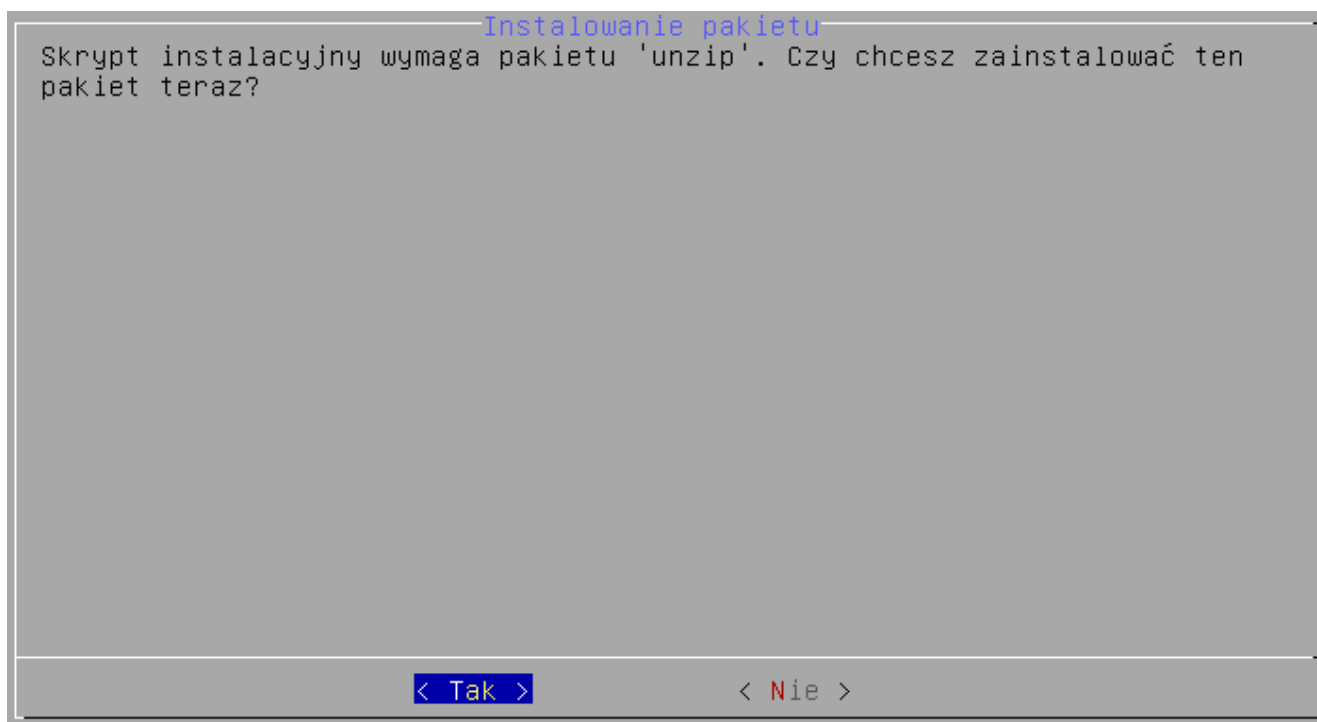 Instalowanie pakietu
Skrypt instalacyjny wymaga pakietu 'unzip'. Czy chcesz zainstalować ten
pakiet teraz?
< Tak > < Nie >